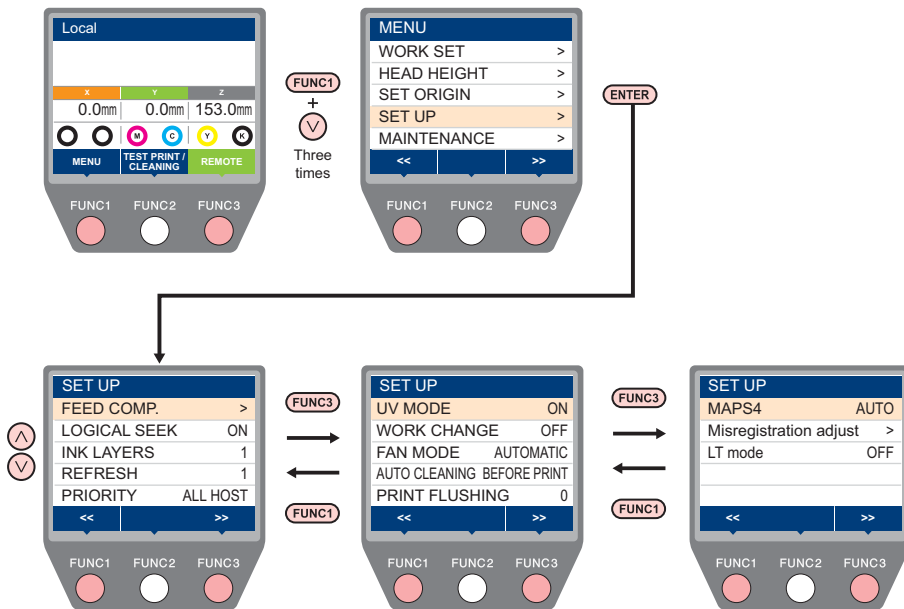 Local
X Y Z
0.0mm 0.0mm 153.0mm
M C Y K
MENU TEST PRINT / CLEANING REMOTE
FUNC1 FUNC2 FUNC3
FUNC1
+
Three
times
MENU
WORK SET >
HEAD HEIGHT >
SET ORIGIN >
SET UP >
MAINTENANCE >
<< >>
FUNC1 FUNC2 FUNC3
ENTER
SET UP
FEED COMP. >
LOGICAL SEEK ON
INK LAYERS 1
REFRESH 1
PRIORITY ALL HOST
<< >>
FUNC1 FUNC2 FUNC3
FUNC3
FUNC1
SET UP
UV MODE ON
WORK CHANGE OFF
FAN MODE AUTOMATIC
AUTO CLEANING BEFORE PRINT
PRINT FLUSHING 0
<< >>
FUNC1 FUNC2 FUNC3
FUNC3
FUNC1
SET UP
MAPS4 AUTO
Misregistration adjust >
LT mode OFF
<< >>
FUNC1 FUNC2 FUNC3